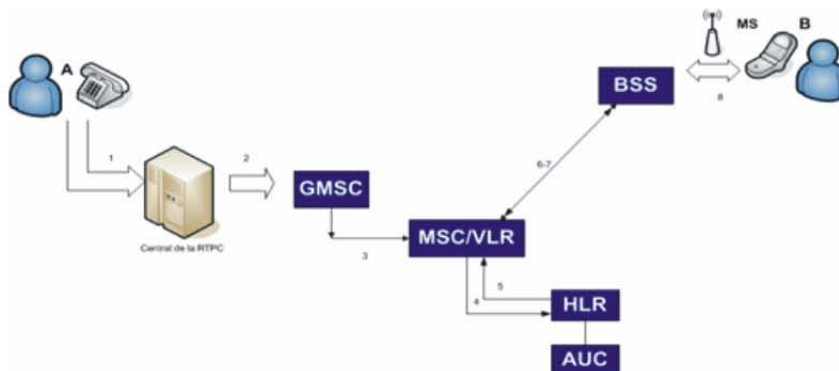 MS
B
A
BSS
8
1
2
6-7
GMSC
Central de la RTPC
3
MSC/VLR
5
4
HLR
AUC